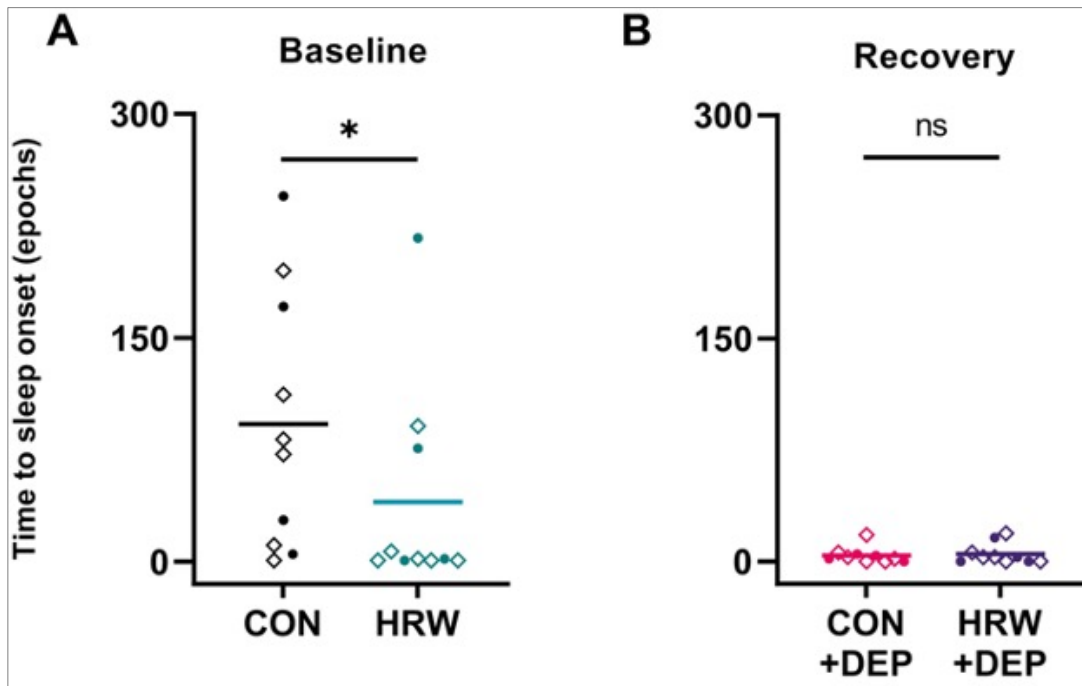 A
Baseline
Time to sleep onset (epochs)
300
150
0
*
CON
HRW
B
Recovery
300
150
0
ns
CON
+DEP
HRW
+DEP